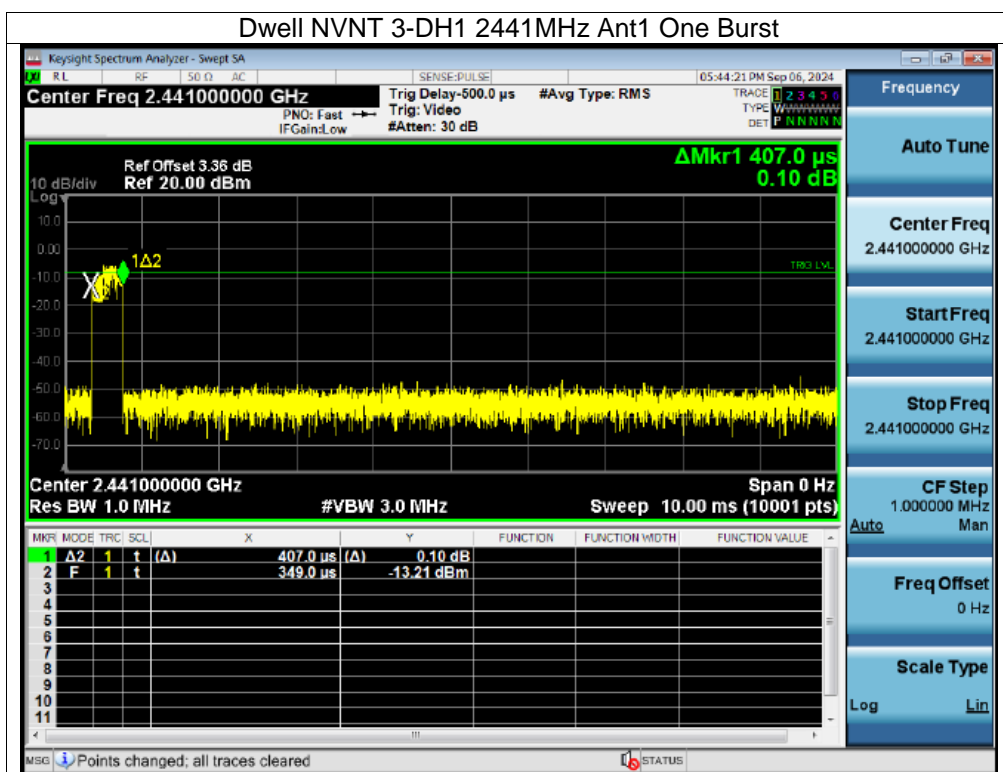 Dwell NVNT 3-DH1 2441MHz Ant1 One Burst
Keysight Spectrum Analyzer - Swept SA
LXI RL RF 50 Ω AC SENSE:PULSE 05:44:21 PM Sep 06, 2024
Center Freq 2.441000000 GHz Trig Delay-500.0 µs #Avg Type: RMS TRACE 1 2 3 4 5 6
PNO: Fast Trig: Video TYPE WWWWWW
IFGain:Low #Atten: 30 dB DET P N N N N N
ΔMkr1 407.0 µs
0.10 dB
Ref Offset 3.36 dB
10 dB/div Ref 20.00 dBm
Log
10.0
0.00
1Δ2
TRIG LVL
-10.0
X
-20.0
-30.0
-40.0
-50.0
-60.0
-70.0
Center 2.441000000 GHz Span 0 Hz
Res BW 1.0 MHz #VBW 3.0 MHz Sweep 10.00 ms (10001 pts)
MKR MODE TRC SCL X Y FUNCTION FUNCTION WIDTH FUNCTION VALUE
1 Δ2 1 t (Δ) 407.0 µs (Δ) 0.10 dB
2 F 1 t 349.0 µs -13.21 dBm
3
4
5
6
7
8
9
10
11
MSG Points changed; all traces cleared STATUS
Frequency
Auto Tune
Center Freq
2.441000000 GHz
Start Freq
2.441000000 GHz
Stop Freq
2.441000000 GHz
CF Step
1.000000 MHz
Auto Man
Freq Offset
0 Hz
Scale Type
Log Lin